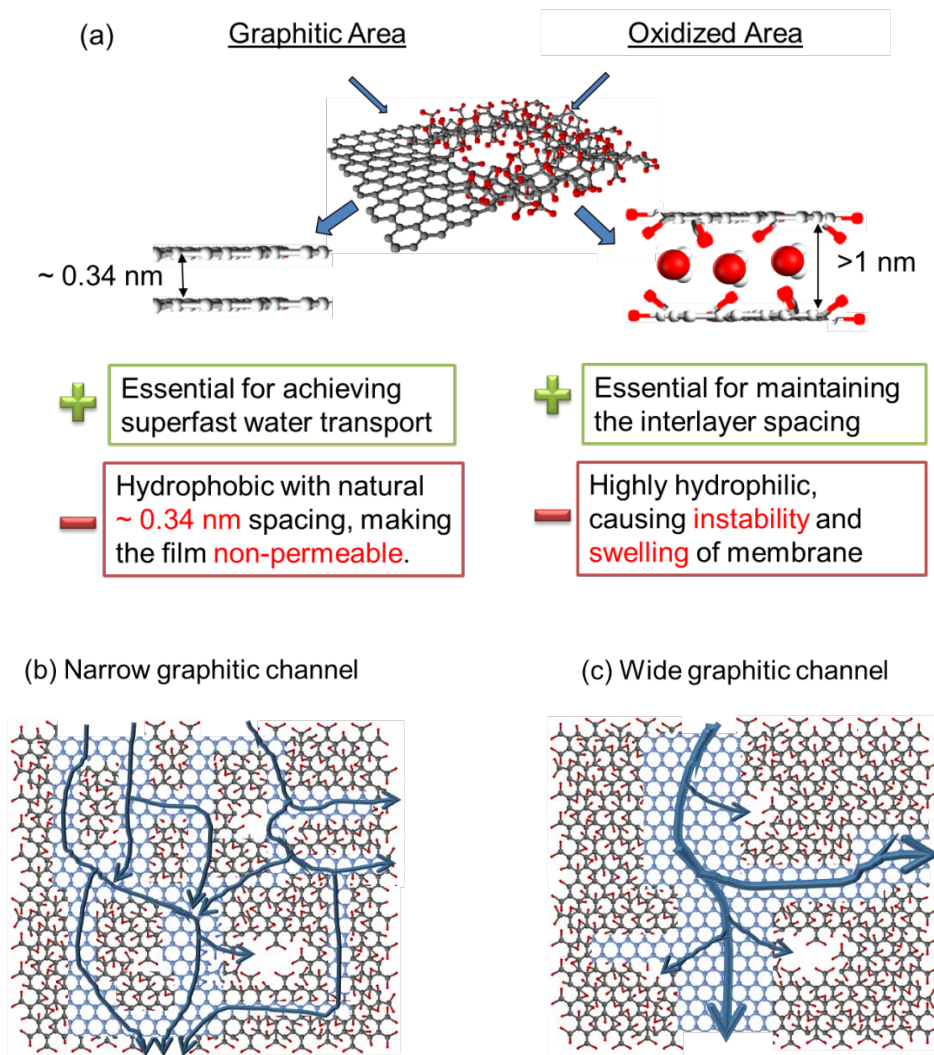 (a)
Graphitic Area
Oxidized Area
~ 0.34 nm
>1 nm
Essential for achieving
superfast water transport
Essential for maintaining
the interlayer spacing
Hydrophobic with natural
~ 0.34 nm spacing, making
the film non-permeable.
Highly hydrophilic,
causing instability and
swelling of membrane
(b) Narrow graphitic channel
(c) Wide graphitic channel